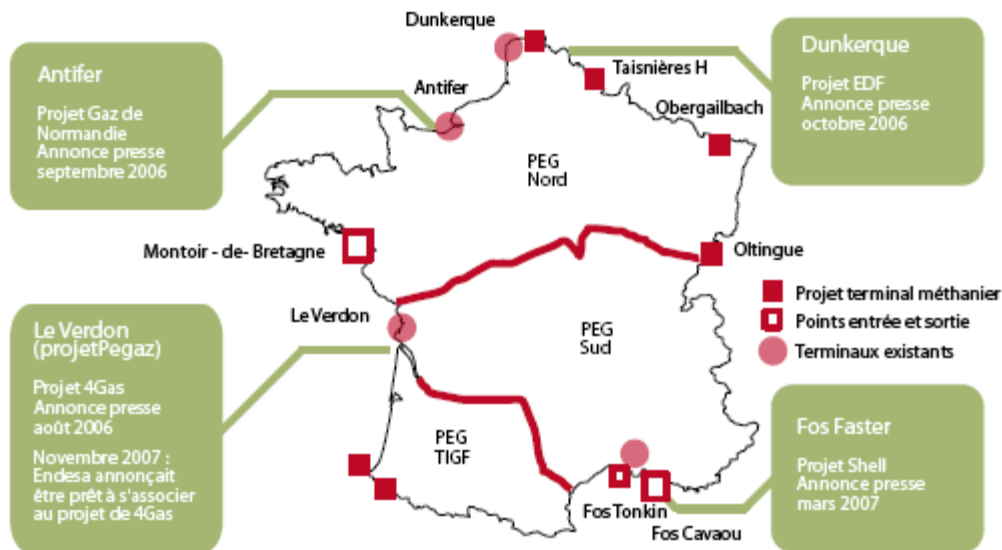 Antifer
Projet Gaz de
Normandie
Annonce presse
septembre 2006
Dunkerque
Antifer
Taisnières H
Obergailbach
Dunkerque
Projet EDF
Annonce presse
octobre 2006
PEG
Nord
Montoir - de- Bretagne
Oltingue
Le Verdon
PEG
Sud
Projet terminal méthanier
Points entrée et sortie
Terminaux existants
Le Verdon
(projetPegaz)
Projet 4Gas
Annonce presse
août 2006
Novembre 2007 :
Endesa annonçait
être prêt à s'associer
au projet de 4Gas
PEG
TIGF
Fos Tonkin
Fos Cavaou
Fos Faster
Projet Shell
Annonce presse
mars 2007